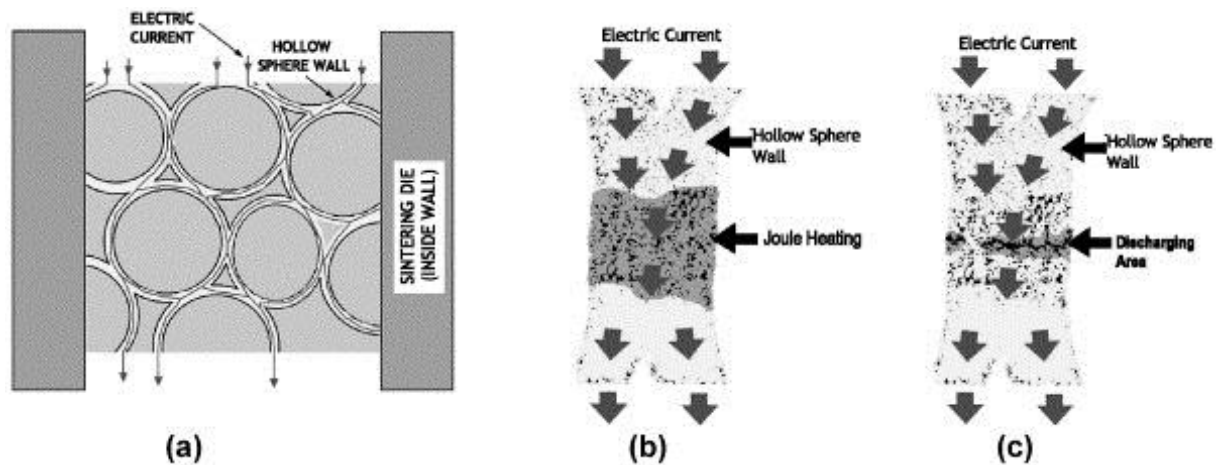 ELECTRIC
CURRENT
HOLLOW
SPHERE WALL
SINTERING DIE
(INSIDE WALL)
(a)
Electric Current
Hollow Sphere
Wall
Joule Heating
(b)
Electric Current
Hollow Sphere
Wall
Discharging
Area
(c)